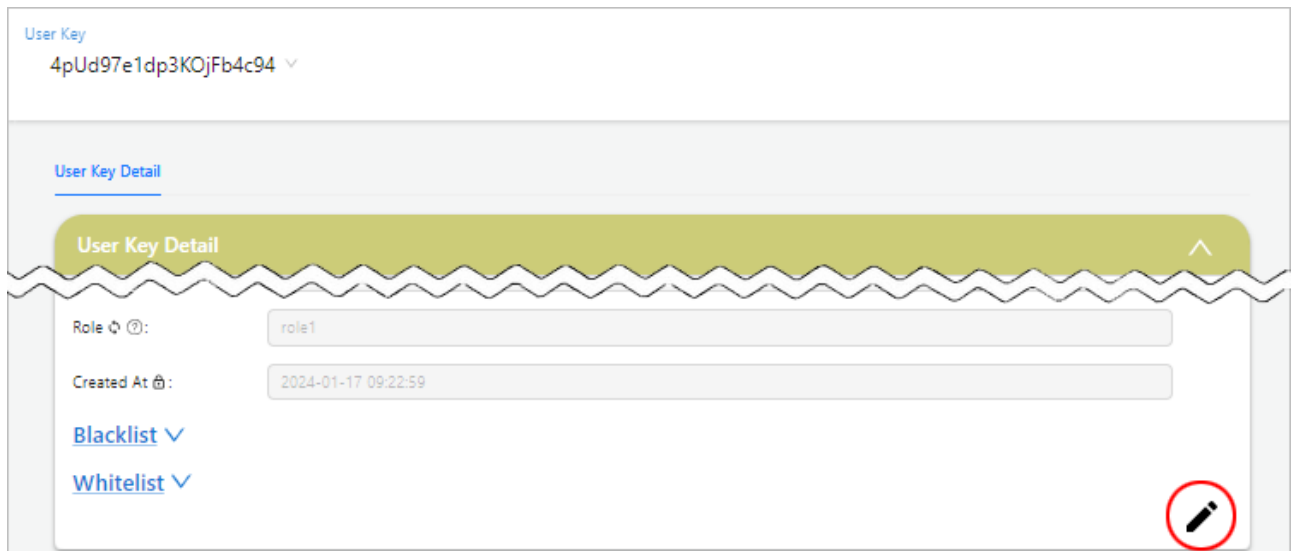 User Key
4pUd97e1dp3KOjFb4c94
User Key Detail
User Key Detail
Role ?:
role1
Created At :
2024-01-17 09:22:59
Blacklist
Whitelist